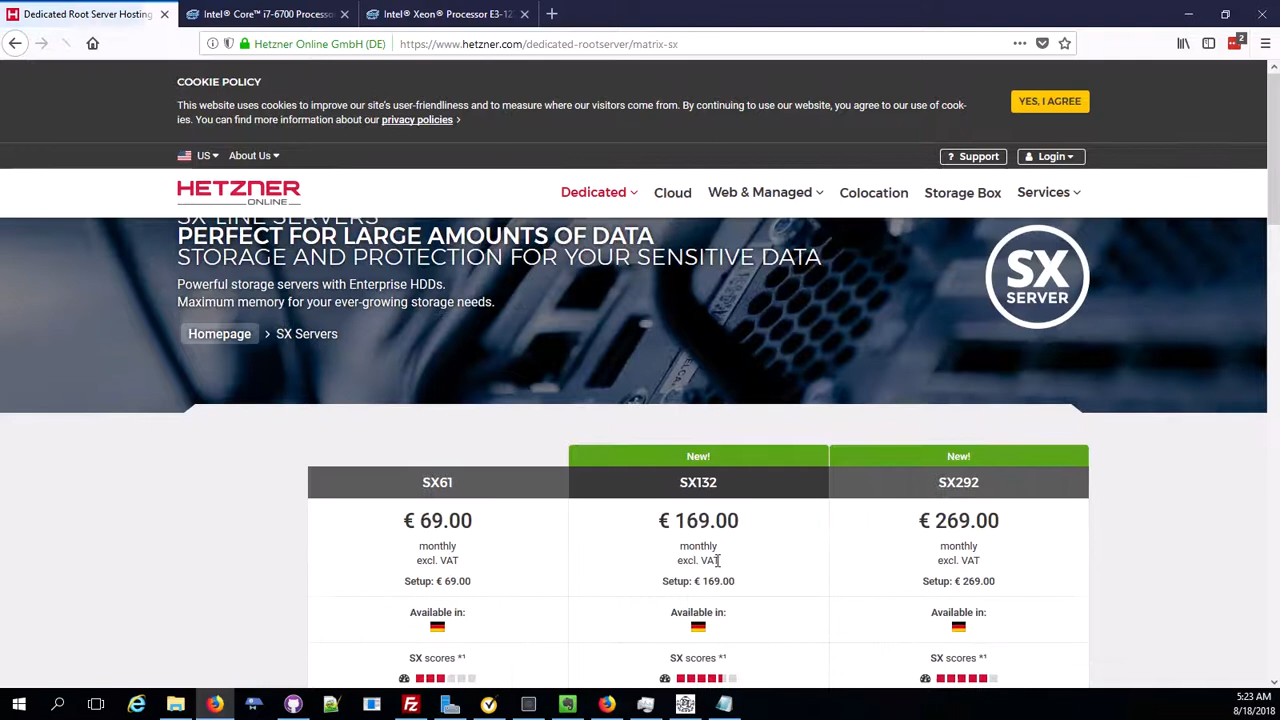 Dedicated Root Server Hosting
Intel® Core™ i7-6700 Processor
Intel® Xeon® Processor E3-12
Hetzner Online GmbH (DE)
https://www.hetzner.com/dedicated-rootserver/matrix-sx
2
COOKIE POLICY
This website uses cookies to improve our site's user-friendliness and to measure where our visitors come from. By continuing to use our website, you agree to our use of cook-
ies. You can find more information about our privacy policies >
YES, I AGREE
US
About Us
? Support
Login
HETZNER
ONLINE
Dedicated
Cloud
Web & Managed
Colocation
Storage Box
Services
SX-LINE SERVERS
PERFECT FOR LARGE AMOUNTS OF DATA
STORAGE AND PROTECTION FOR YOUR SENSITIVE DATA
Powerful storage servers with Enterprise HDDs.
Maximum memory for your ever-growing storage needs.
SX
SERVER
Homepage > SX Servers
New!
New!
SX61
SX132
SX292
€ 69.00
€ 169.00
€ 269.00
monthly
monthly
monthly
excl. VAT
excl. VAT
excl. VAT
Setup: € 69.00
Setup: € 169.00
Setup: € 269.00
Available in:
Available in:
Available in:
SX scores *¹
SX scores *¹
SX scores *¹
5:23 AM
8/18/2018